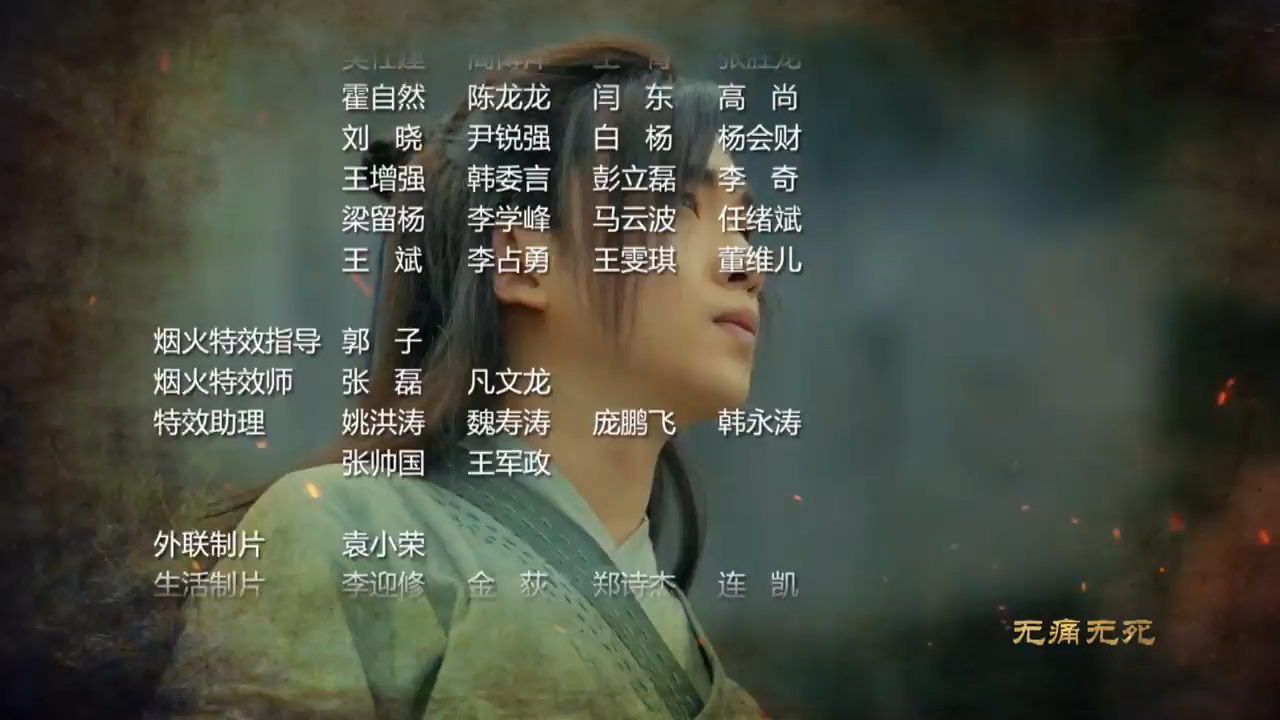 霍自然 陈龙龙 闫 东 高 尚
刘 晓 尹锐强 白 杨 杨会财
王增强 韩委言 彭立磊 李 奇
梁留杨 李学峰 马云波 任绪斌
王 斌 李占勇 王雯琪 董维儿
烟火特效指导 郭 子
烟火特效师 张 磊 凡文龙
特效助理 姚洪涛 魏寿涛 庞鹏飞 韩永涛
张帅国 王军政
外联制片 袁小荣
生活制片 李迎修 金 荻 郑诗杰 连 凯
无痛无死